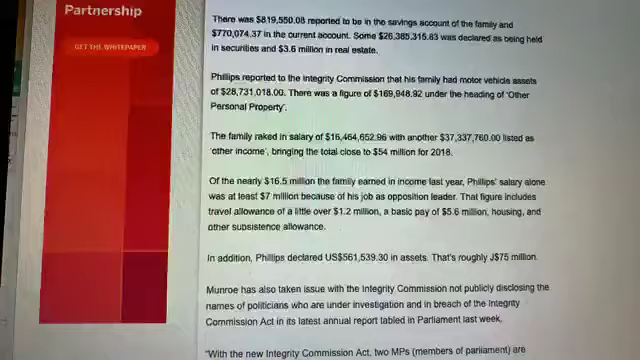 Partnership
GET THE WHITEPAPER
There was $819,550.08 reported to be in the savings account of the family and
$770,074.37 in the current account. Some $26,385,315.83 was declared as being held
in securities and $3.6 million in real estate.
Phillips reported to the Integrity Commission that his family had motor vehicle assets
of $28,731,018.00. There was a figure of $169,948.92 under the heading of 'Other
Personal Property'.
The family raked in salary of $16,464,652.96 with another $37,337,760.00 listed as
'other income', bringing the total close to $54 million for 2018.
Of the nearly $16.5 million the family earned in income last year, Phillips' salary alone
was at least $7 million because of his job as opposition leader. That figure includes
travel allowance of a little over $1.2 million, a basic pay of $5.6 million, housing, and
other subsistence allowance.
In addition, Phillips declared US$561,539.30 in assets. That's roughly J$75 million.
Munroe has also taken issue with the Integrity Commission not publicly disclosing the
names of politicians who are under investigation and in breach of the Integrity
Commission Act in its latest annual report tabled in Parliament last week.
"With the new Integrity Commission Act, two MPs (members of parliament) are